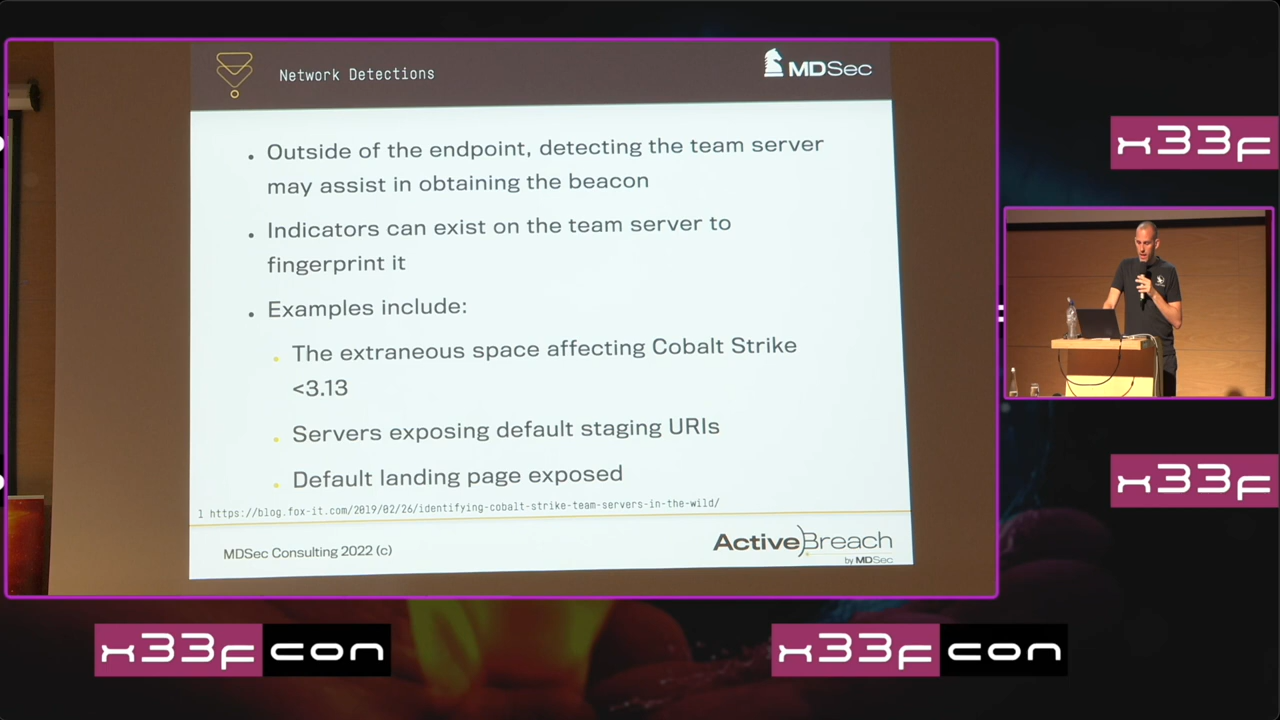 Network Detections
MDSec
• Outside of the endpoint, detecting the team server
may assist in obtaining the beacon
• Indicators can exist on the team server to
fingerprint it
• Examples include:
• The extraneous space affecting Cobalt Strike
<3.13
• Servers exposing default staging URIs
• Default landing page exposed
1 https://blog.fox-it.com/2019/02/26/identifying-cobalt-strike-team-servers-in-the-wild/
MDSec Consulting 2022 (c)
ActiveBreach
by MDSec
x33f
x33f
x33fcon
x33fcon